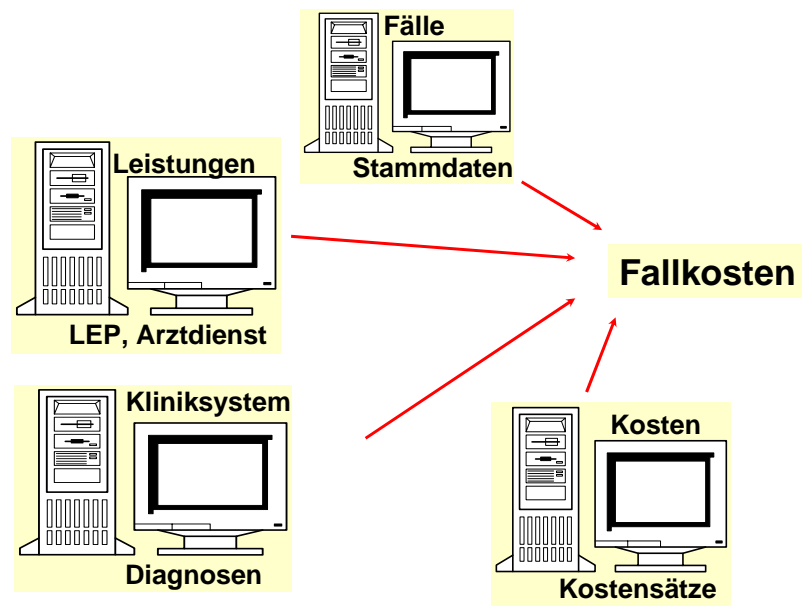 Fälle
Stammdaten
Leistungen
LEP, Arztdienst
Fallkosten
Kliniksystem
Diagnosen
Kosten
Kostensätze